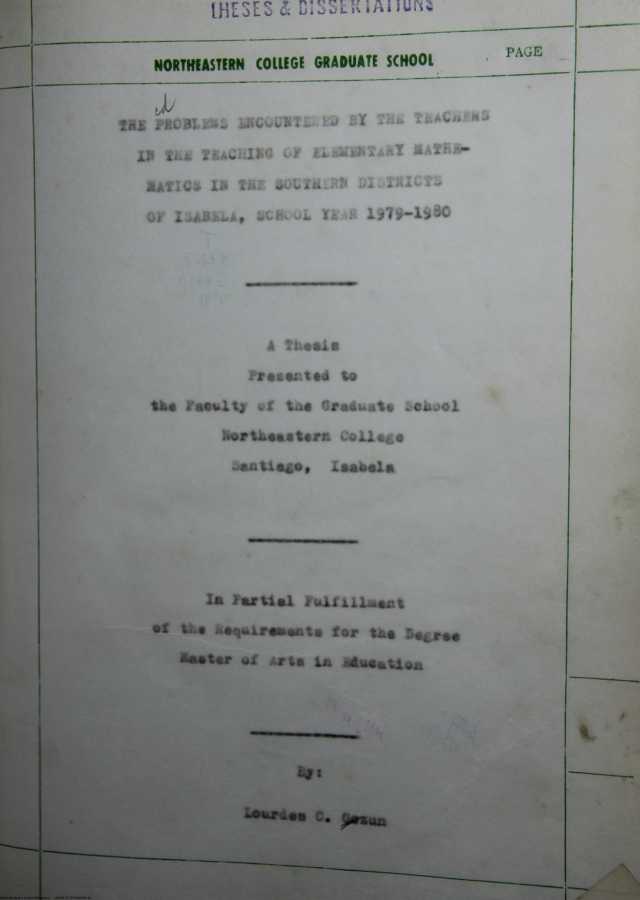 THESES & DISSERTATIONS
NORTHEASTERN COLLEGE GRADUATE SCHOOL
PAGE
THE PROBLEMS ENCOUNTERED BY THE TEACHERS
IN THE TEACHING OF ELEMENTARY MATHE-
MATICS IN THE SOUTHERN DISTRICTS
OF ISABELA, SCHOOL YEAR 1979-1980
A Thesis
Presented to
the Faculty of the Graduate School
Northeastern College
Santiago, Isabela
In Partial Fulfillment
of the Requirements for the Degree
Master of Arts in Education
By:
Lourdes C. Gozun